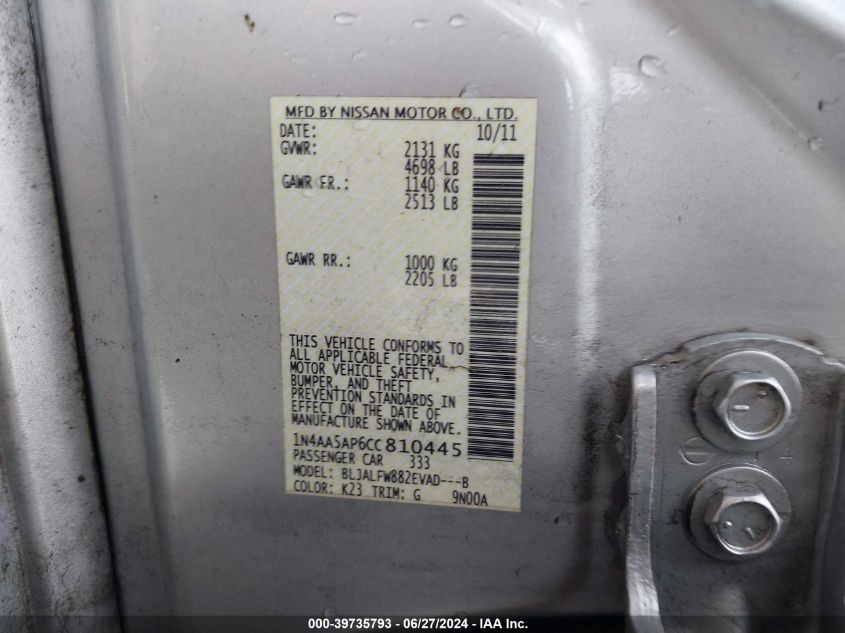 MFD BY NISSAN MOTOR CO., LTD.
DATE: 10/11
GVWR: 2131 KG
4698 LB
GAWR FR.: 1140 KG
2513 LB
GAWR RR.: 1000 KG
2205 LB
THIS VEHICLE CONFORMS TO
ALL APPLICABLE FEDERAL
MOTOR VEHICLE SAFETY,
BUMPER, AND THEFT
PREVENTION STANDARDS IN
EFFECT ON THE DATE OF
MANUFACTURE SHOWN ABOVE.
1N4AA5AP6CC810445
PASSENGER CAR 333
MODEL: BLJALFW882EVAD---B
COLOR: K23 TRIM: G 9N00A
000-39735793 - 06/27/2024 - IAA Inc.